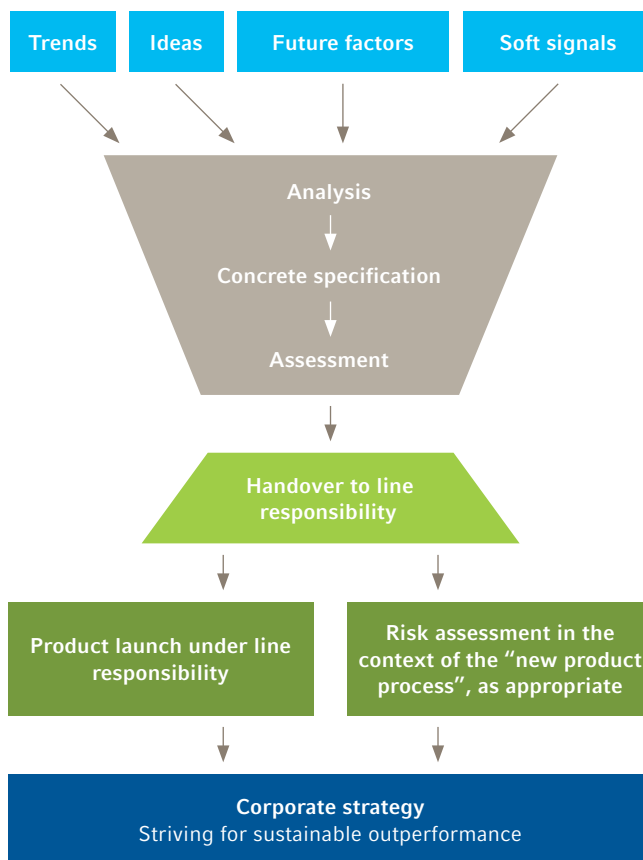 Trends
Ideas
Future factors
Soft signals
Analysis
Concrete specification
Assessment
Handover to line
responsibility
Product launch under line
responsibility
Risk assessment in the
context of the “new product
process”, as appropriate
Corporate strategy
Striving for sustainable outperformance